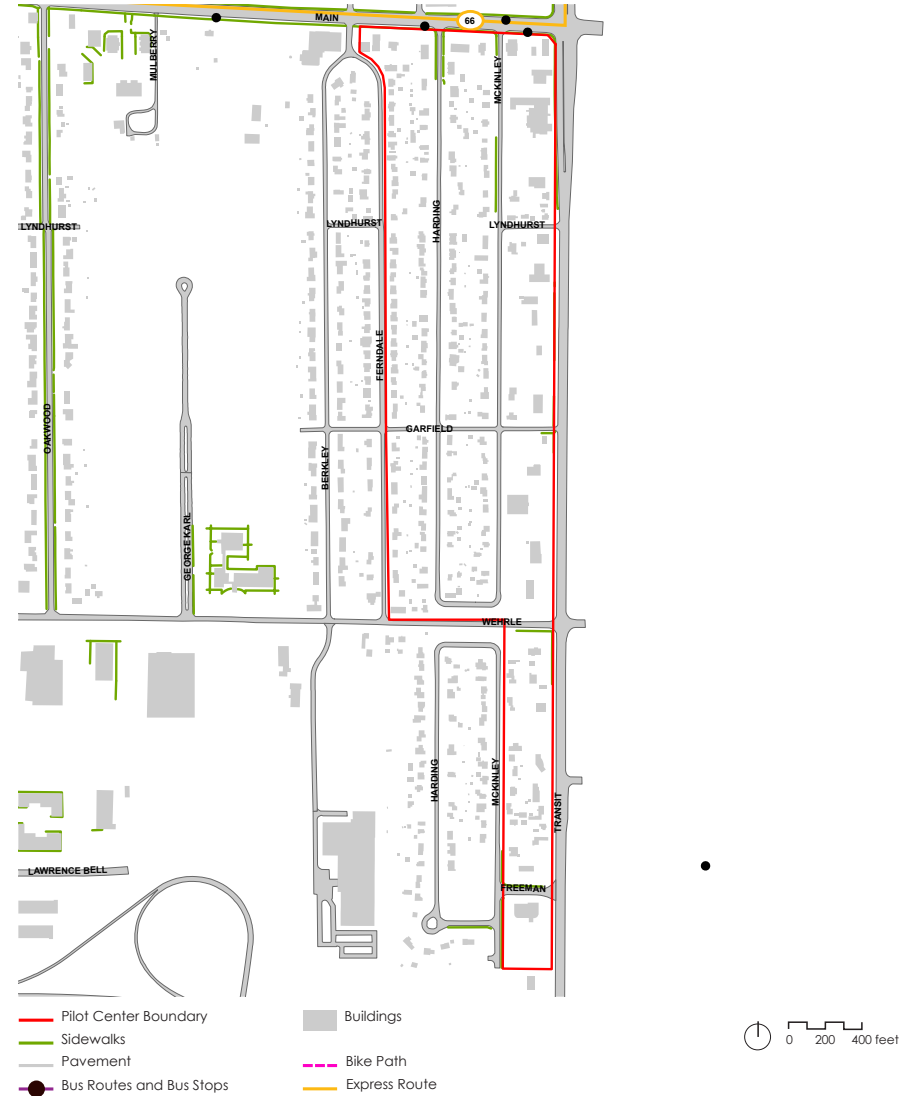 MAIN
66
MULBERRY
MCKINLEY
HARDING
LYNDHURST
LYNDHURST
LYNDHURST
FERNDALE
OAKWOOD
GARFIELD
BERKLEY
GEORGE KARL
WEHRLE
HARDING
MCKINLEY
TRANSIT
LAWRENCE BELL
FREEMAN
Pilot Center Boundary
Sidewalks
Pavement
Bus Routes and Bus Stops
Buildings
Bike Path
Express Route
0 200 400 feet